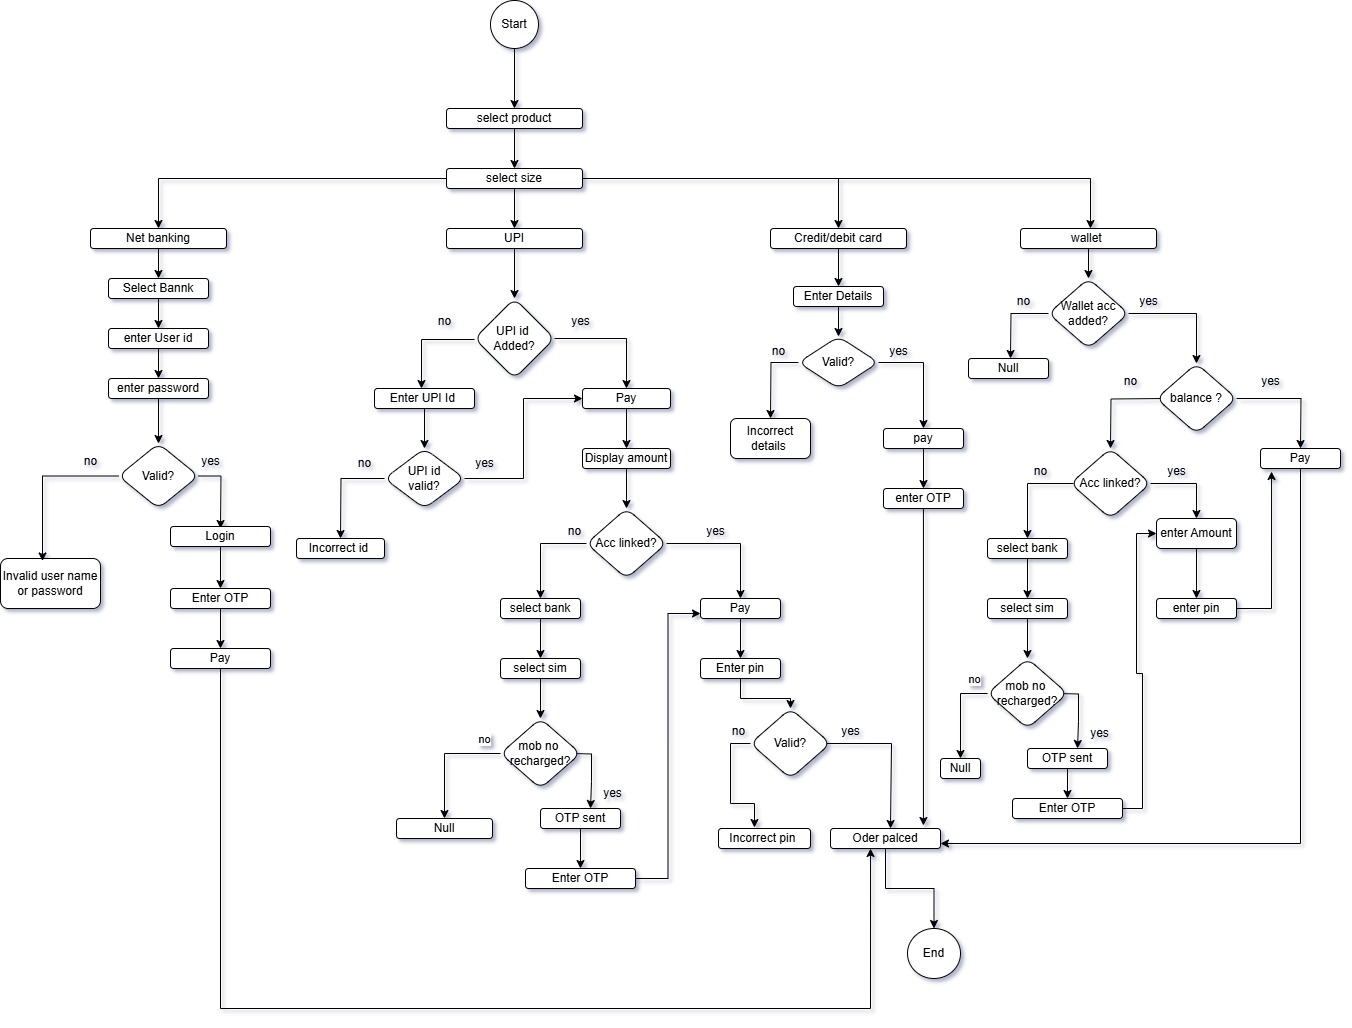 Start
select product
select size
Net banking
UPI
Credit/debit card
wallet
Select Bannk
enter User id
enter password
Valid?
no
yes
Invalid user name
or password
Login
Enter OTP
Pay
UPI id
Added?
no
yes
Enter UPI Id
UPI id
valid?
no
yes
Incorrect id
Pay
Display amount
Acc linked?
no
yes
select bank
select sim
mob no
recharged?
no
yes
Null
OTP sent
Enter OTP
Pay
Enter pin
Valid?
no
yes
Incorrect pin
Enter Details
Valid?
no
yes
Incorrect
details
pay
enter OTP
Wallet acc
added?
no
yes
Null
balance ?
no
yes
Pay
Acc linked?
no
yes
enter Amount
enter pin
select bank
select sim
mob no
recharged?
no
yes
Null
OTP sent
Enter OTP
Oder palced
End